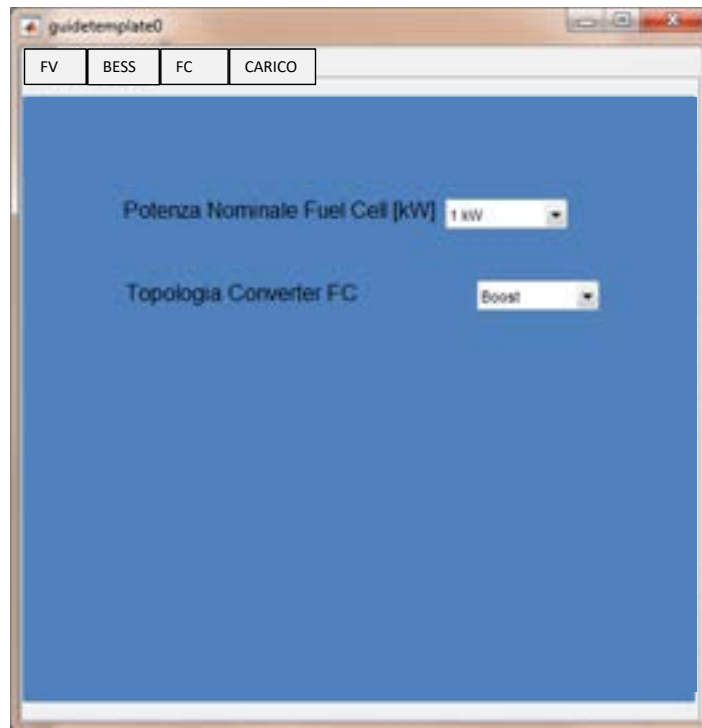 guidetemplate0
FV BESS FC CARICO
Potenza Nominale Fuel Cell [kW] 1 kW
Topologia Converter FC Boost